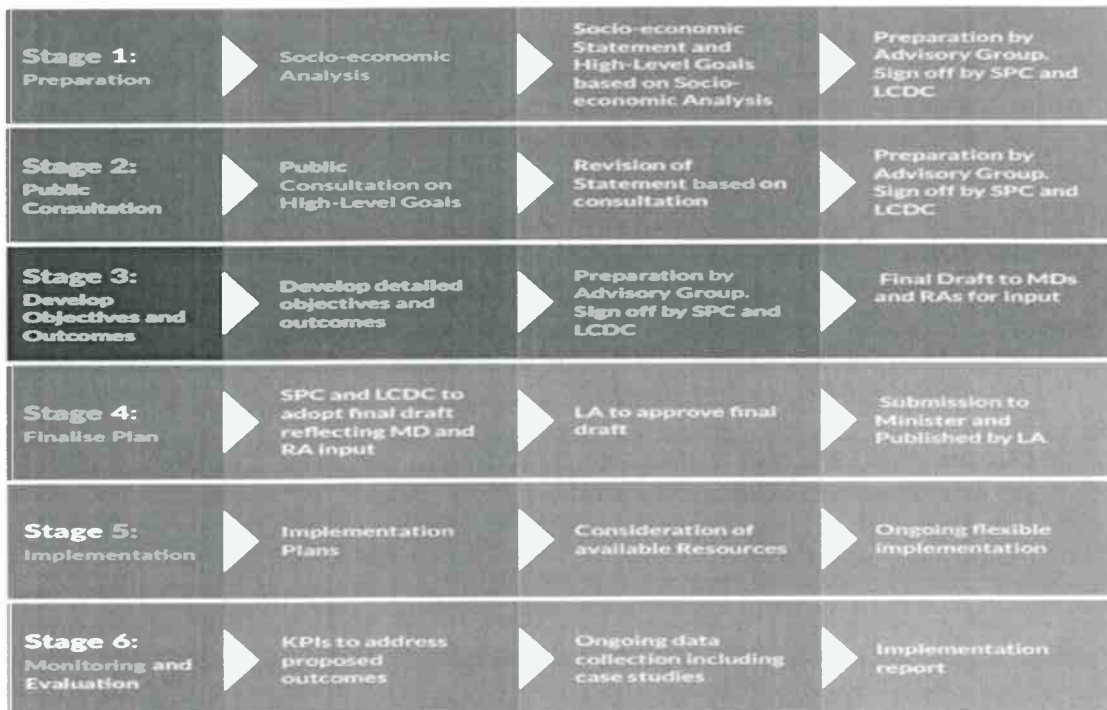 Stage 1:
Preparation
Socio-economic
Analysis
Socio-economic
Statement and
High-Level Goals
based on Socio-
economic Analysis
Preparation by
Advisory Group.
Sign off by SPC and
LCDC
Stage 2:
Public
Consultation
Public
Consultation on
High-Level Goals
Revision of
Statement based on
consultation
Preparation by
Advisory Group.
Sign off by SPC and
LCDC
Stage 3:
Develop
Objectives and
Outcomes
Develop detailed
objectives and
outcomes
Preparation by
Advisory Group.
Sign off by SPC and
LCDC
Final Draft to MDs
and RAs for input
Stage 4:
Finalise Plan
SPC and LCDC to
adopt final draft
reflecting MD and
RA input
LA to approve final
draft
Submission to
Minister and
Published by LA
Stage 5:
Implementation
Implementation
Plans
Consideration of
available Resources
Ongoing flexible
implementation
Stage 6:
Monitoring and
Evaluation
KPIs to address
proposed
outcomes
Ongoing data
collection including
case studies
Implementation
report